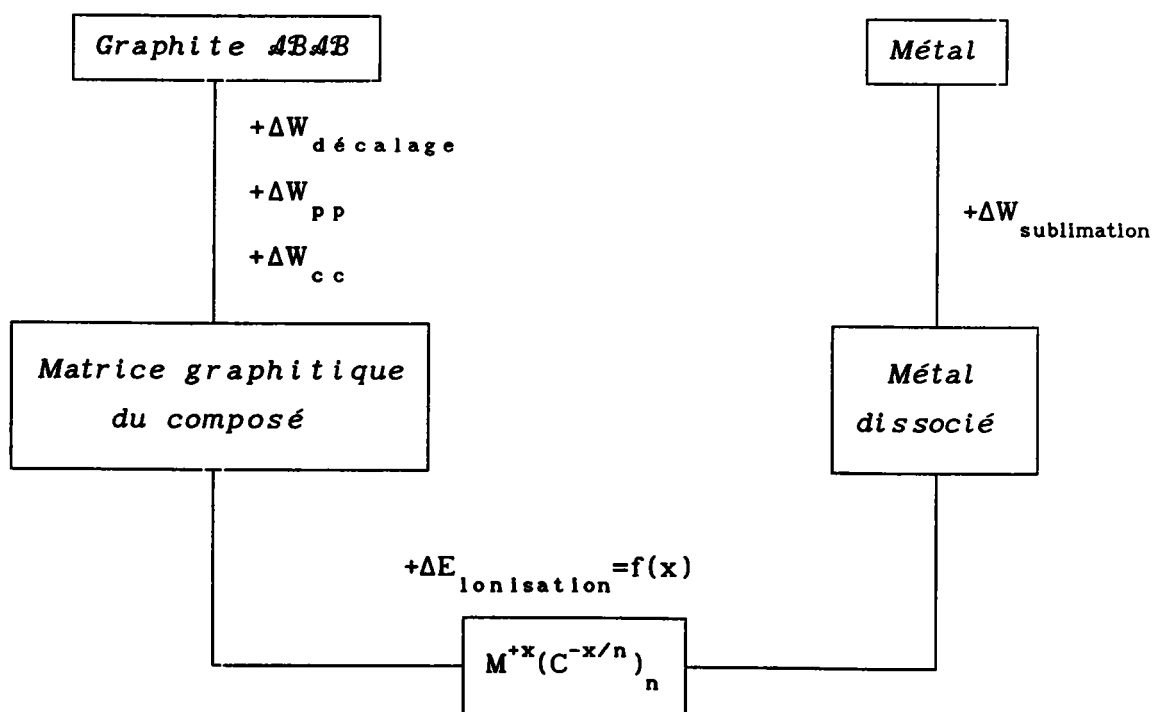 Graphite ABAB
Métal
+ΔW décalage
+ΔW pp
+ΔW cc
+ΔW sublimation
Matrice graphitique
du composé
Métal
dissocié
+ΔE Ionisation=f(x)
M^{+x}(C^{-x/n})_n